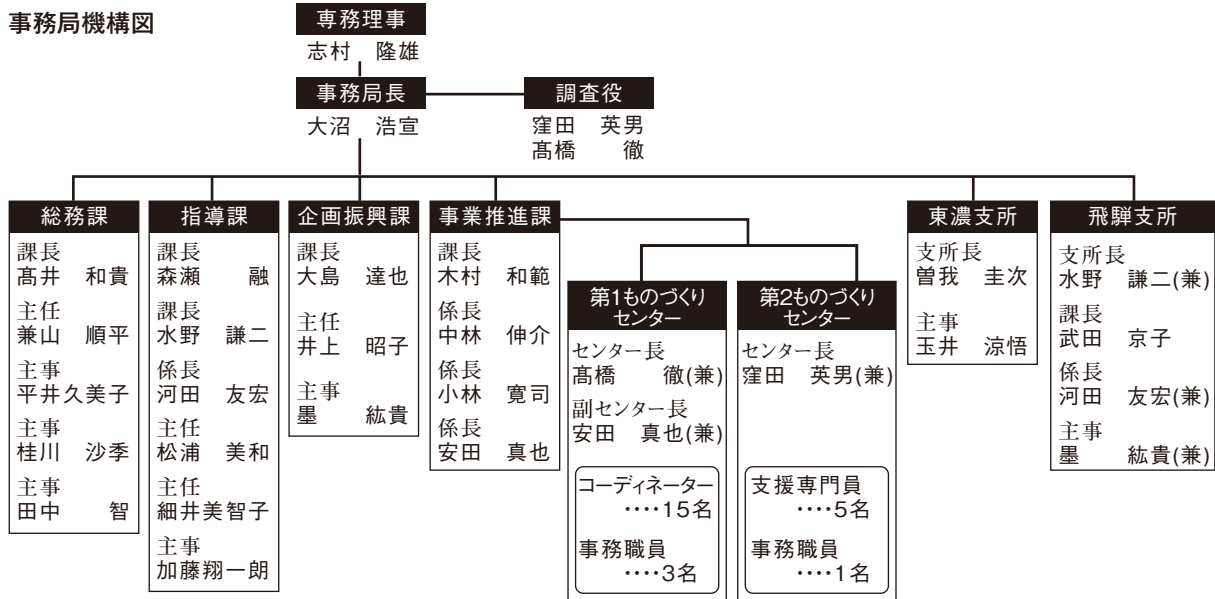 事務局機構図
専務理事
志村　隆雄
事務局長
大沼　浩宣
調査役
窪田　英男
髙橋　　徹
総務課
課長
髙井　和貴
主任
兼山　順平
主事
平井久美子
主事
桂川　沙季
主事
田中　　智
指導課
課長
森瀬　　融
課長
水野　謙二
係長
河田　友宏
主任
松浦　美和
主任
細井美智子
主事
加藤翔一朗
企画振興課
課長
大島　達也
主任
井上　昭子
主事
墨　　紘貴
事業推進課
課長
木村　和範
係長
中林　伸介
係長
小林　寛司
係長
安田　真也
第1ものづくり
センター
センター長
髙橋　　徹(兼)
副センター長
安田　真也(兼)
コーディネーター
‥‥15名
事務職員
‥‥3名
第2ものづくり
センター
センター長
窪田　英男(兼)
支援専門員
‥‥5名
事務職員
‥‥1名
東濃支所
支所長
曽我　圭次
主事
玉井　涼悟
飛騨支所
支所長
水野　謙二(兼)
課長
武田　京子
係長
河田　友宏(兼)
主事
墨　　紘貴(兼)